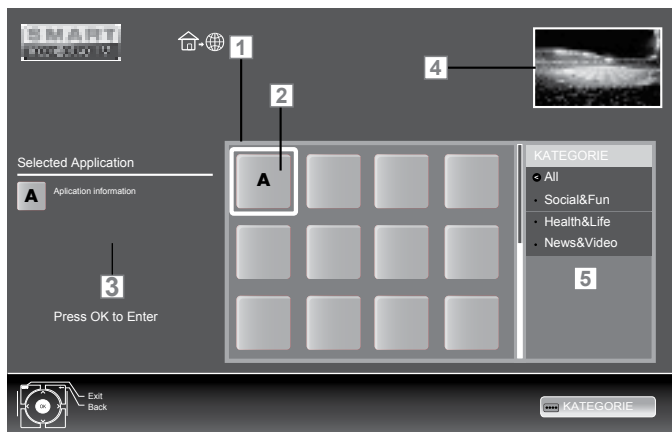 SMART
1
2
4
Selected Application
A
Aplication information
3
Press OK to Enter
A
KATEGORIE
All
Social&Fun
Health&Life
News&Video
5
OK
Exit
Back
KATEGORIE